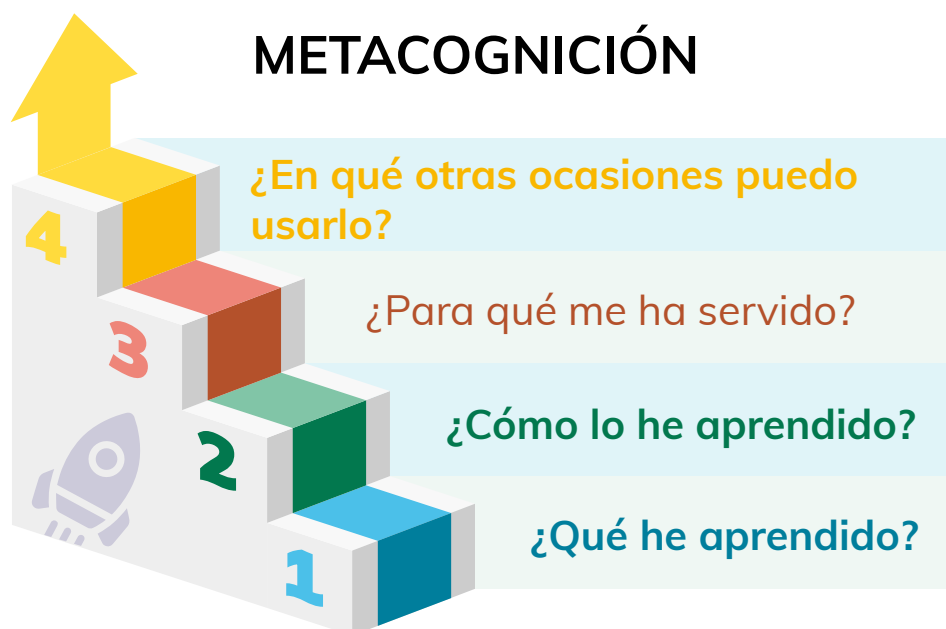 METACOGNICIÓN
¿En qué otras ocasiones puedo
usarlo?
4
¿Para qué me ha servido?
3
¿Cómo lo he aprendido?
2
¿Qué he aprendido?
1